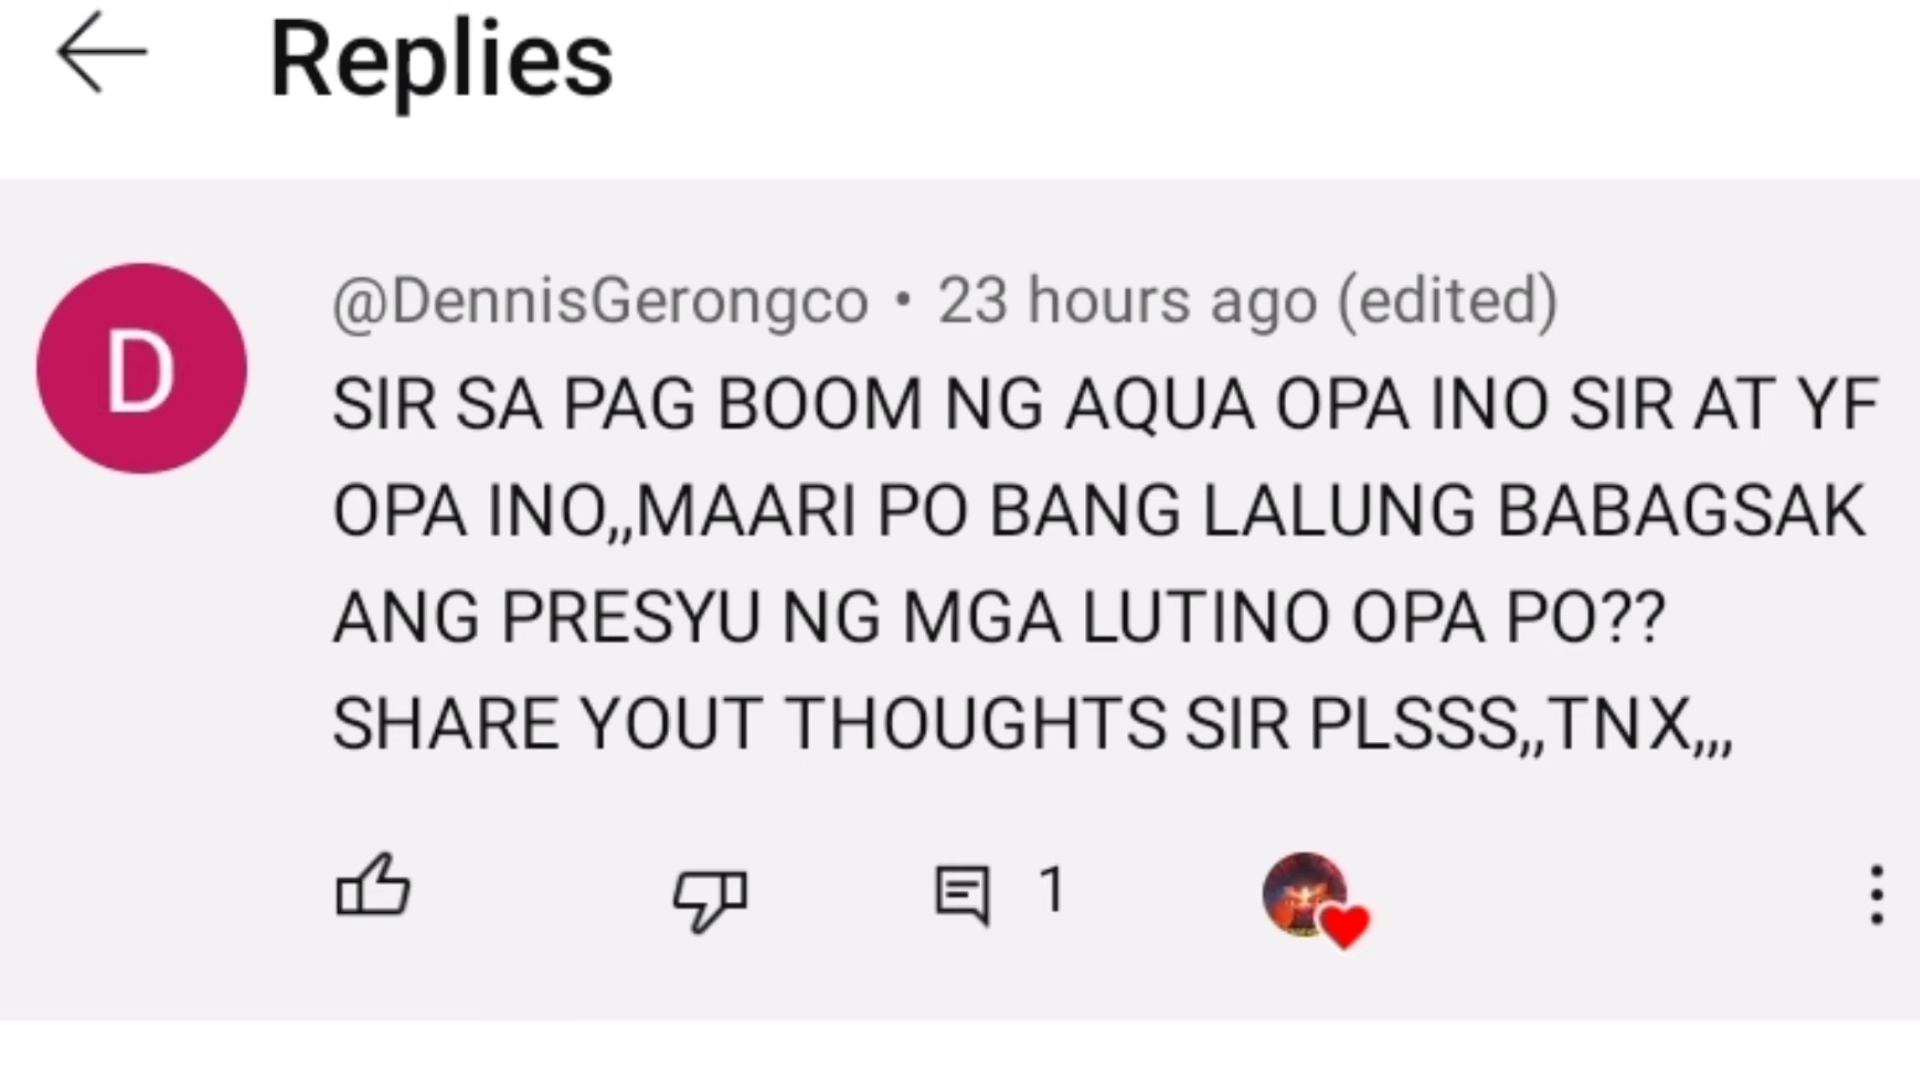 Replies
D
@DennisGerongco • 23 hours ago (edited)
SIR SA PAG BOOM NG AQUA OPA INO SIR AT YF
OPA INO,,MAARI PO BANG LALUNG BABAGSAK
ANG PRESYU NG MGA LUTINO OPA PO??
SHARE YOUT THOUGHTS SIR PLSSS,,TNX,,,
1